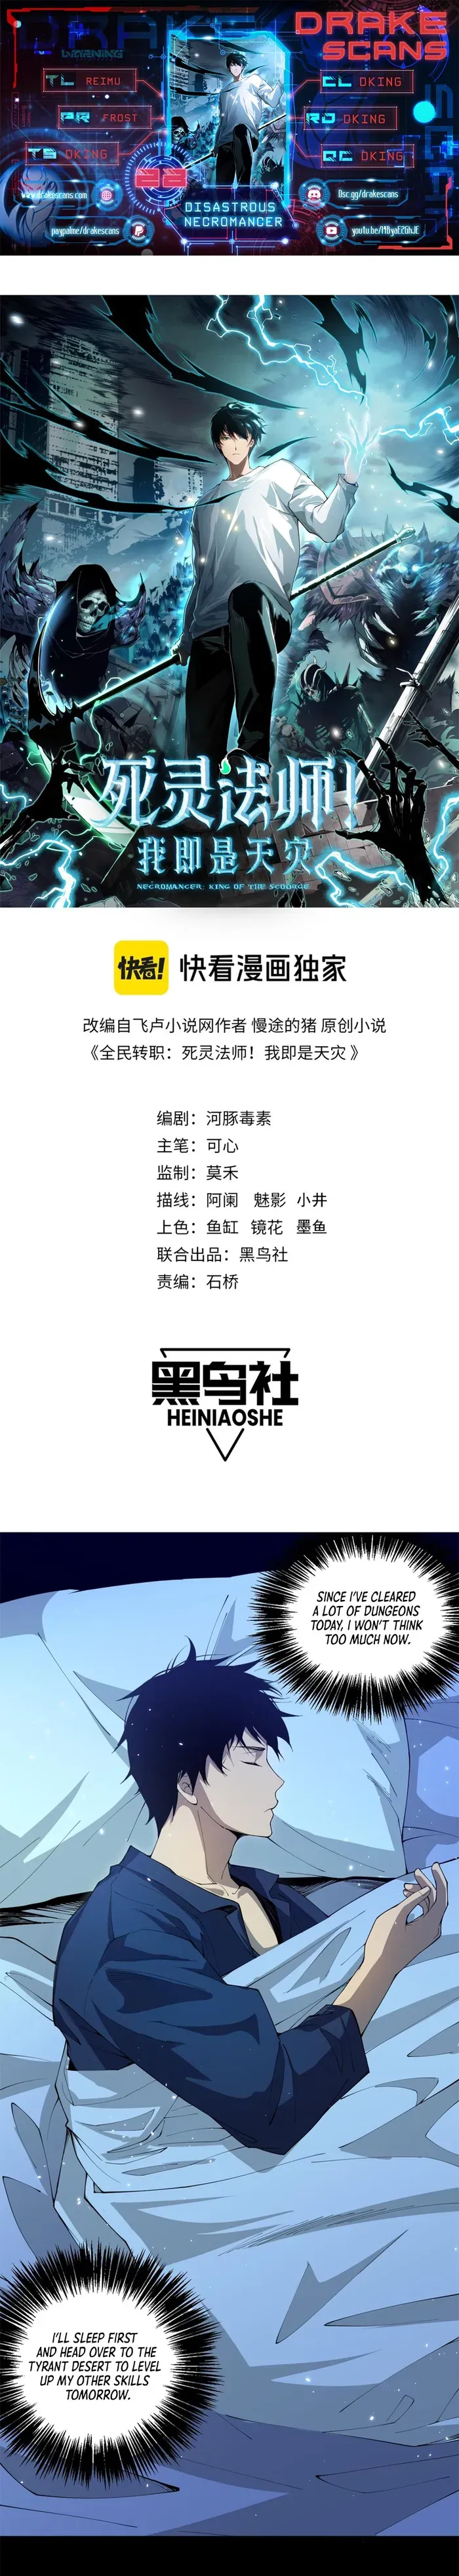 DRAKE
SCANS
WARNING
TL REIMU
PR FROST
TS DKING
CL DKING
RD DKING
QC DKING
www.drakescans.com
paypalme/drakescans
DISASTROUS
NECROMANCER
Dsc.gg/drakescans
死灵法师!
我即是天灾
NECROMANCER: KING OF THE SCOURGE
快看! 快看漫画独家
改编自飞卢小说网作者 慢途的猪 原创小说
《全民转职：死灵法师！我即是天灾 》
编剧：河豚毒素
主笔：可心
监制：莫禾
描线：阿阑 魅影 小井
上色：鱼缸 镜花 墨鱼
联合出品：黑鸟社
责编：石桥
黑鸟社
HEINIAOSHE
SINCE I'VE CLEARED
A LOT OF DUNGEONS
TODAY, I WON'T THINK
TOO MUCH NOW.
I'LL SLEEP FIRST
AND HEAD OVER TO THE
TYRANT DESERT TO LEVEL
UP MY OTHER SKILLS
TOMORROW.